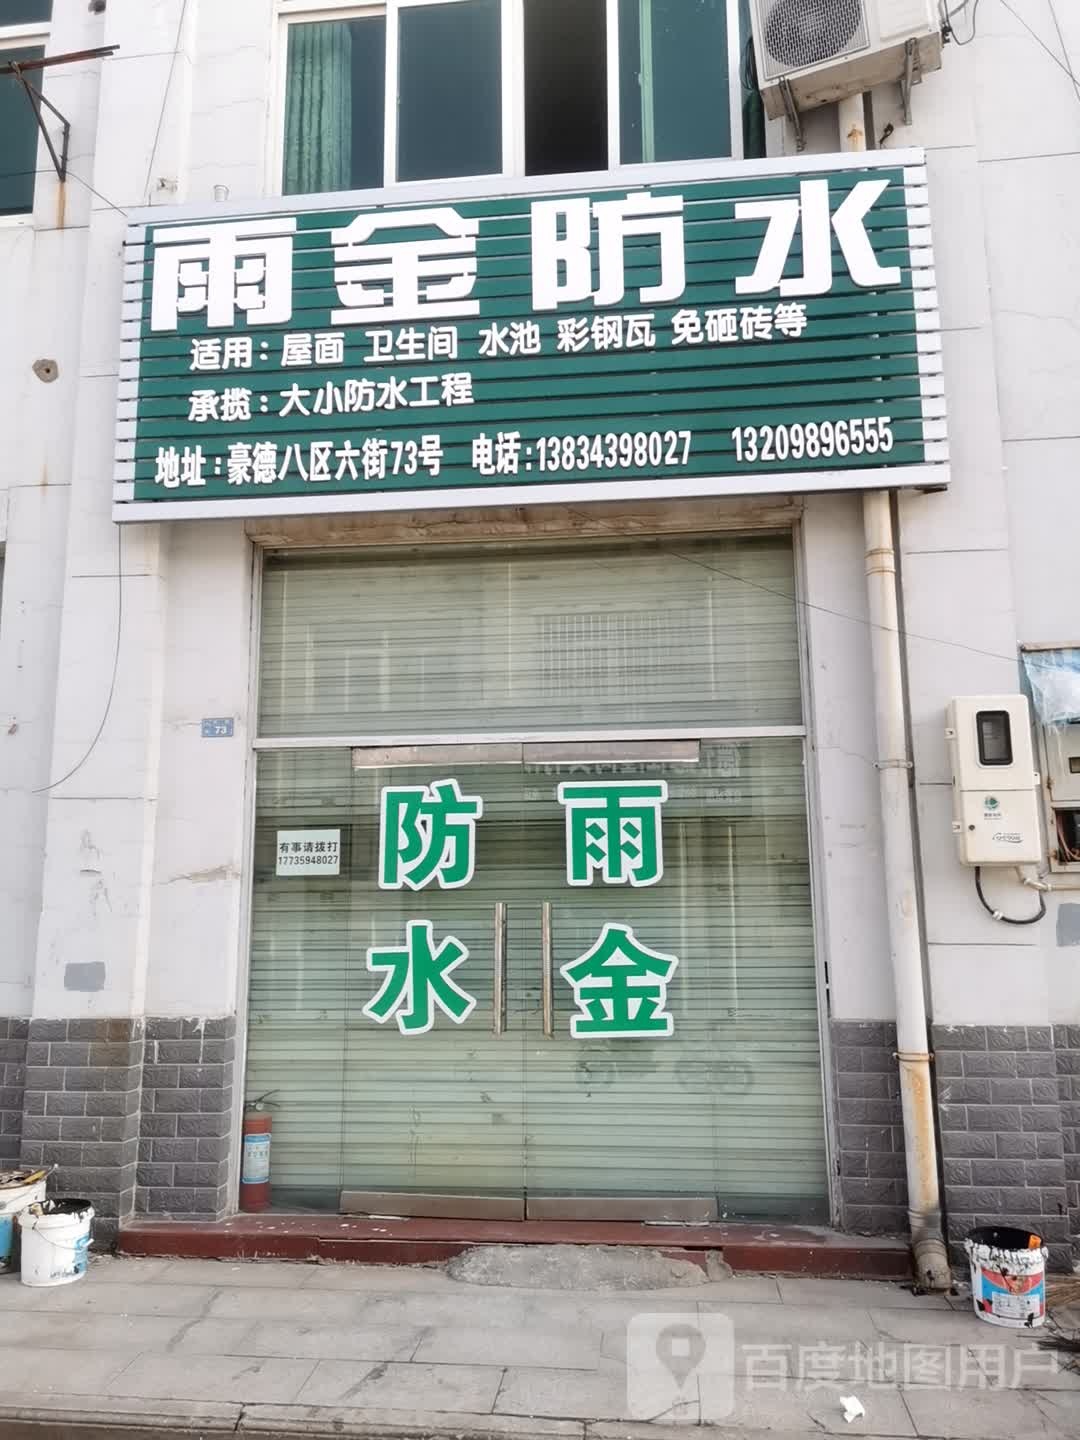 雨金防水
适用：屋面 卫生间 水池 彩钢瓦 免砸砖等
承揽：大小防水工程
地址：豪德八区六街73号 电话：13834398027 13209896555
73
有事请拨打
17735948027
防雨
水金
百度地图用户